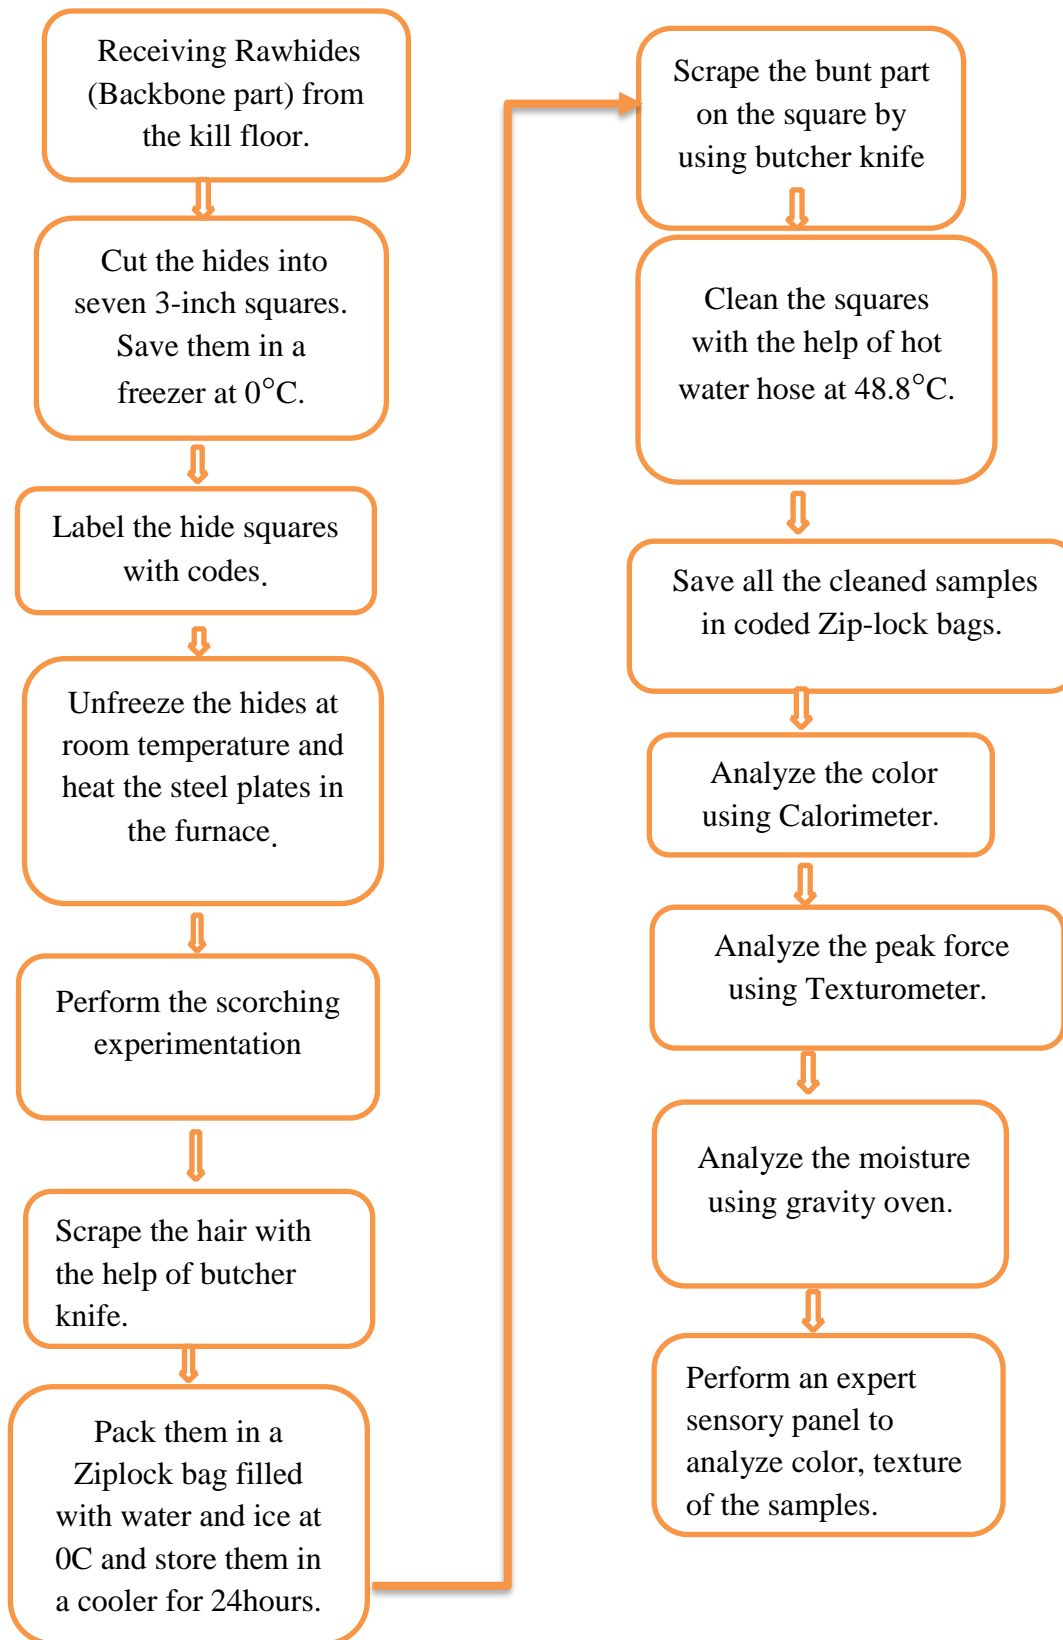 Receiving Rawhides
(Backbone part) from
the kill floor.
Cut the hides into
seven 3-inch squares.
Save them in a
freezer at 0°C.
Label the hide squares
with codes.
Unfreeze the hides at
room temperature and
heat the steel plates in
the furnace.
Perform the scorching
experimentation
Scrape the hair with
the help of butcher
knife.
Pack them in a
Ziplock bag filled
with water and ice at
0C and store them in
a cooler for 24hours.
Scrape the bunt part
on the square by
using butcher knife
Clean the squares
with the help of hot
water hose at 48.8°C.
Save all the cleaned samples
in coded Zip-lock bags.
Analyze the color
using Calorimeter.
Analyze the peak force
using Texturometer.
Analyze the moisture
using gravity oven.
Perform an expert
sensory panel to
analyze color, texture
of the samples.